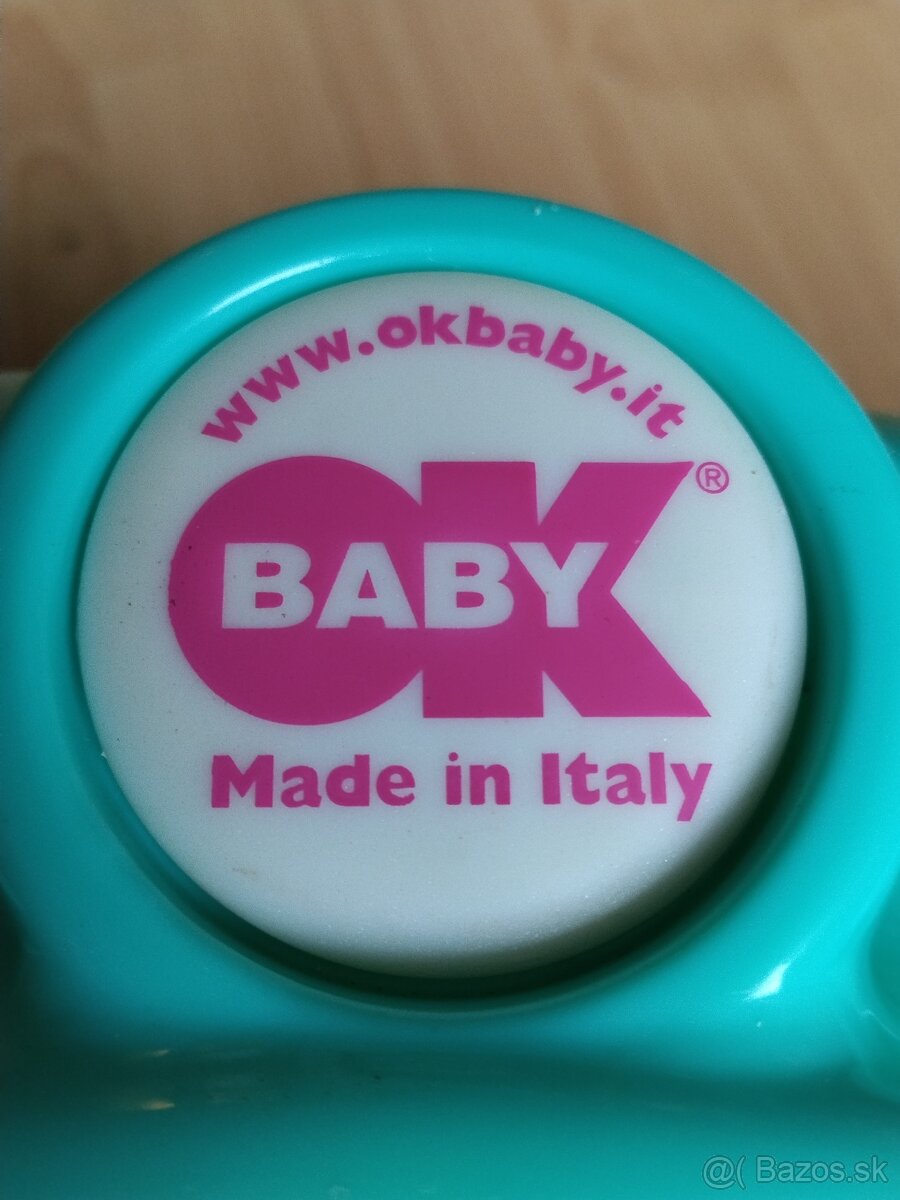 www.okbaby.it
OK
BABY
®
Made in Italy
@( Bazos.sk